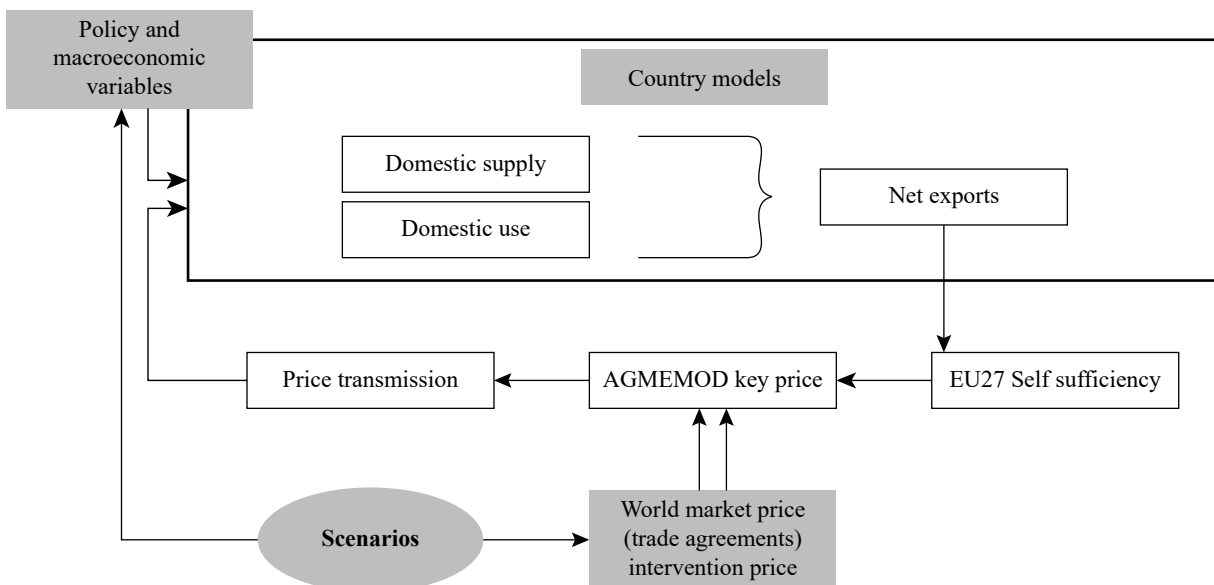 Policy and
macroeconomic
variables
Country models
Domestic supply
Domestic use
Net exports
Price transmission
AGMEMOD key price
EU27 Self sufficiency
Scenarios
World market price
(trade agreements)
intervention price